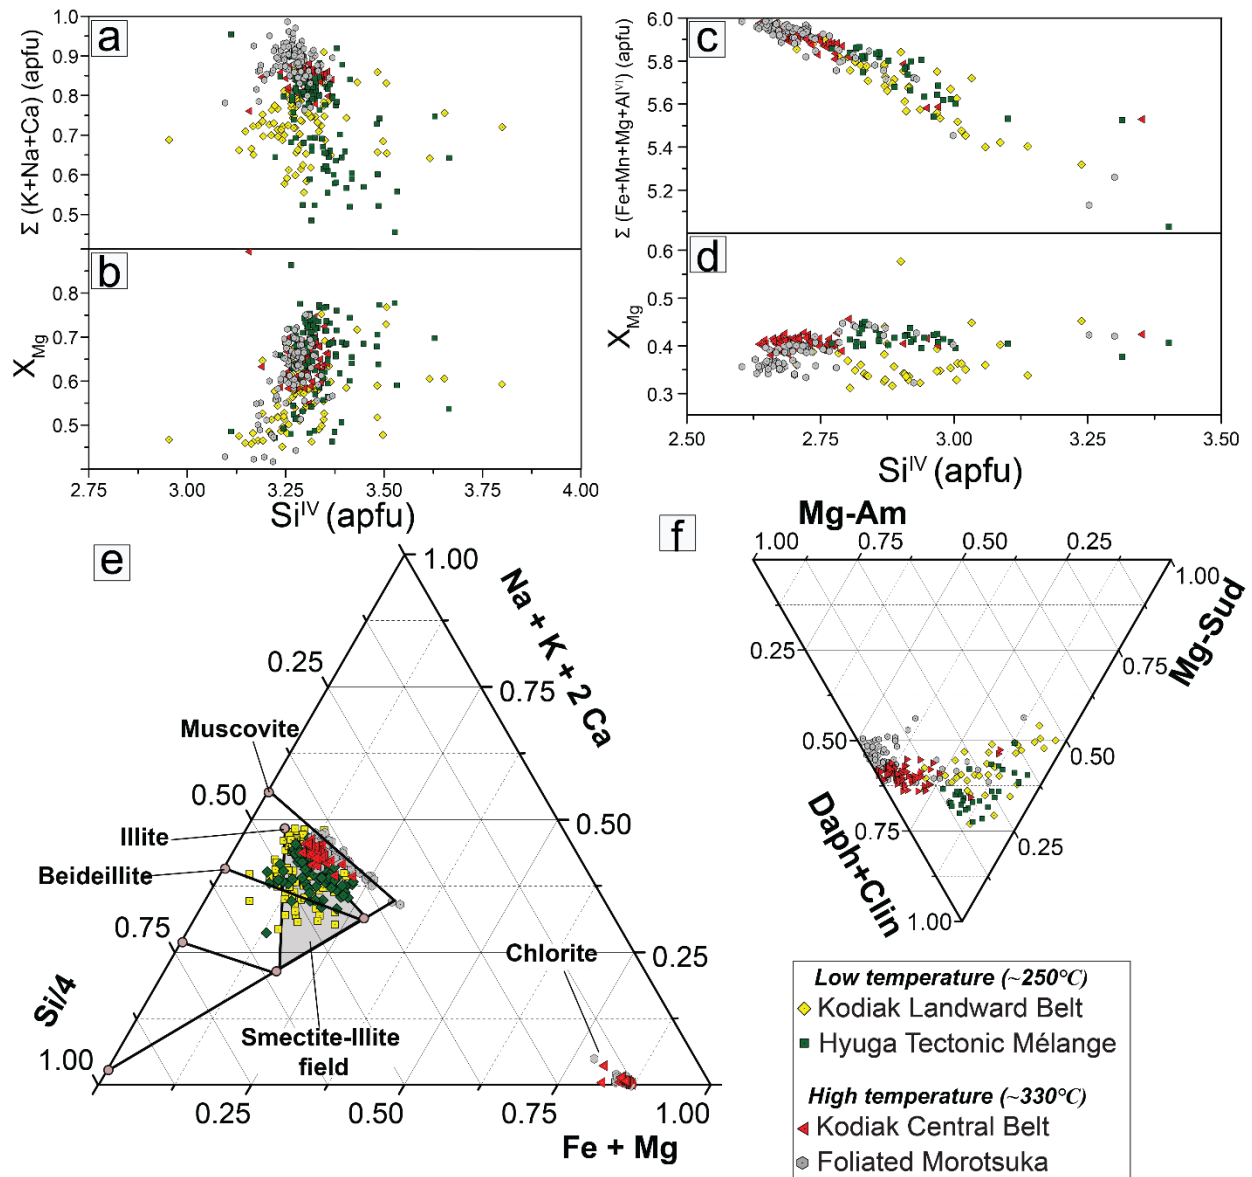 a
1.0
0.9
0.8
0.7
0.6
0.5
Σ (K+Na+Ca) (apfu)
b
0.8
0.7
0.6
0.5
XMg
2.75
3.00
3.25
3.50
3.75
4.00
SiIV (apfu)
c
6.0
5.8
5.6
5.4
5.2
Σ (Fe+Mn+Mg+AlVI) (apfu)
d
0.6
0.5
0.4
0.3
XMg
2.50
2.75
3.00
3.25
3.50
SiIV (apfu)
e
1.00
0.75
0.50
0.25
Na + K + 2 Ca
0.25
0.50
0.75
1.00
Si/4
Muscovite
Illite
Beideillite
Smectite-Illite
field
Chlorite
0.25
0.50
0.75
1.00
Fe + Mg
f
Mg-Am
1.00
0.75
0.50
0.25
1.00
0.75
0.50
0.25
Mg-Sud
0.25
0.50
0.75
1.00
Daph+Clin
Low temperature (~250°C)
Kodiak Landward Belt
Hyuga Tectonic Mélange
High temperature (~330°C)
Kodiak Central Belt
Foliated Morotsuka